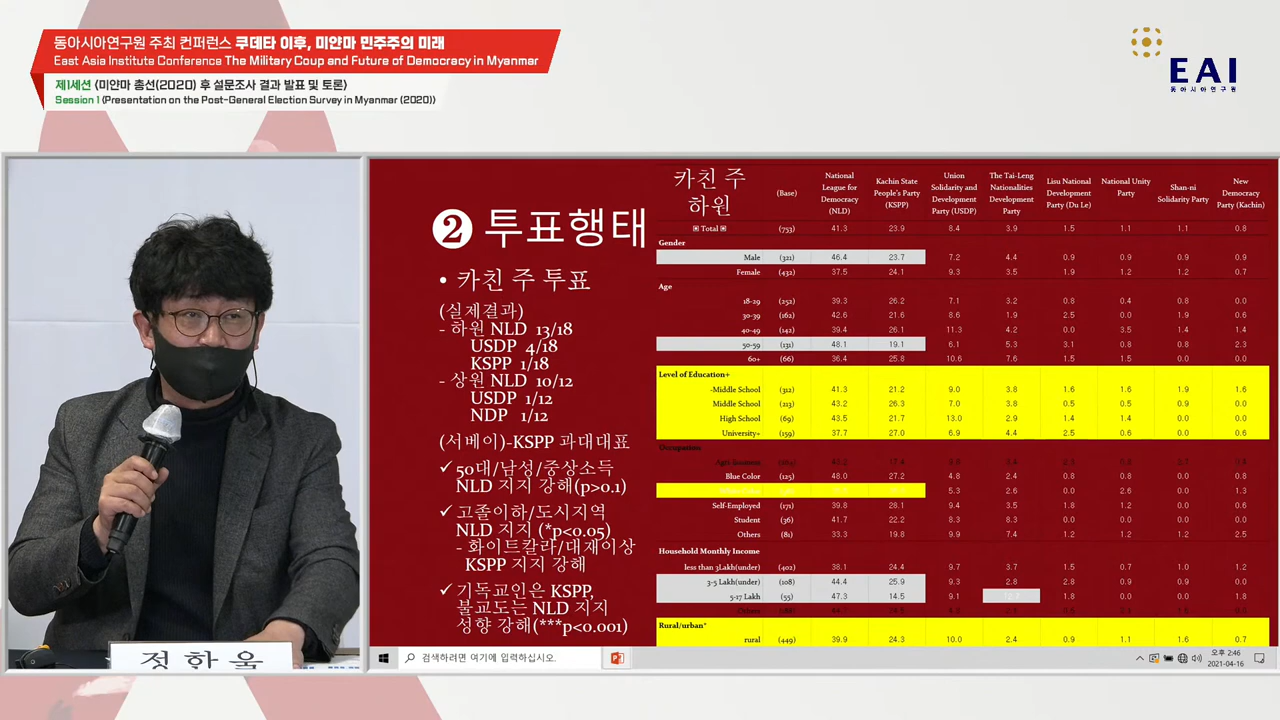 동아시아연구원 주최 컨퍼런스 쿠데타 이후, 미얀마 민주주의 미래
East Asia Institute Conference The Military Coup and Future of Democracy in Myanmar
제1세션 〈미얀마 총선(2020) 후 설문조사 결과 발표 및 토론〉
Session 1 (Presentation on the Post-General Election Survey in Myanmar (2020))
EAI
동아시아연구원
❷ 투표행태
• 카친 주 투표
(실제결과)
- 하원 NLD 13/18
USDP 4/18
KSPP 1/18
- 상원 NLD 10/12
USDP 1/12
NDP 1/12
(서베이)-KSPP 과대대표
✓ 50대/남성/중상소득
NLD 지지 강해(p>0.1)
✓ 고졸이하/도시지역
NLD 지지 (*p<0.05)
- 화이트칼라/대재이상
KSPP 지지 강해
✓ 기독교인은 KSPP,
불교도는 NLD 지지
성향 강해(***p<0.001)
카친 주 하원 (Base) National League for Democracy (NLD) Kachin State People's Party (KSPP) Union Solidarity and Development Party (USDP) The Tai-Leng Nationalities Development Party Lisu National Development Party (Du Le) National Unity Party Shan-ni Solidarity Party New Democracy Party (Kachin)
▣ Total ▣ (753) 41.3 23.9 8.4 3.9 1.5 1.1 1.1 0.8
Gender
Male (321) 46.4 23.7 7.2 4.4 0.9 0.9 0.9 0.9
Female (432) 37.5 24.1 9.3 3.5 1.9 1.2 1.2 0.7
Age
18-29 (252) 39.3 26.2 7.1 3.2 0.8 0.4 0.8 0.0
30-39 (162) 42.6 21.6 8.6 1.9 2.5 0.0 1.9 0.6
40-49 (142) 39.4 26.1 11.3 4.2 0.0 3.5 1.4 1.4
50-59 (131) 48.1 19.1 6.1 5.3 3.1 0.8 0.8 2.3
60+ (66) 36.4 25.8 10.6 7.6 1.5 1.5 0.0 0.0
Level of Education+
-Middle School (312) 41.3 21.2 9.0 3.8 1.6 1.6 1.9 1.6
Middle School (213) 43.2 26.3 7.0 3.8 0.5 0.5 0.9 0.0
High School (69) 43.5 21.7 13.0 2.9 1.4 1.4 0.0 0.0
University~ (159) 37.7 27.0 6.9 4.4 2.5 0.6 0.0 0.6
Occupation
Agri-Business 43.2 17.4
Blue Color (125) 48.0 27.2 4.8 2.4 0.8 0.8 0.0 0.8
5.3 2.6 0.0 2.6 0.0 1.3
Self-Employed (171) 39.8 28.1 9.4 3.5 1.8 1.2 0.0 0.6
Student (36) 41.7 22.2 8.3 8.3 0.0 0.0 0.0 0.0
Others (81) 33.3 19.8 9.9 7.4 1.2 1.2 1.2 2.5
Household Monthly Income
less than 3Lakh(under) (402) 38.1 24.4 9.7 3.7 1.5 0.7 1.0 1.2
3-5 Lakh(under) (108) 44.4 25.9 9.3 2.8 2.8 0.9 0.9 0.0
5-17 Lakh (55) 47.3 14.5 9.1 1.8 0.0 0.0 1.8
Others
Rural/urban*
rural (449) 39.9 24.3 10.0 2.4 0.9 1.1 1.6 0.7
검색하려면 여기에 입력하십시오.
오후 2:46
2021-04-16
정한울